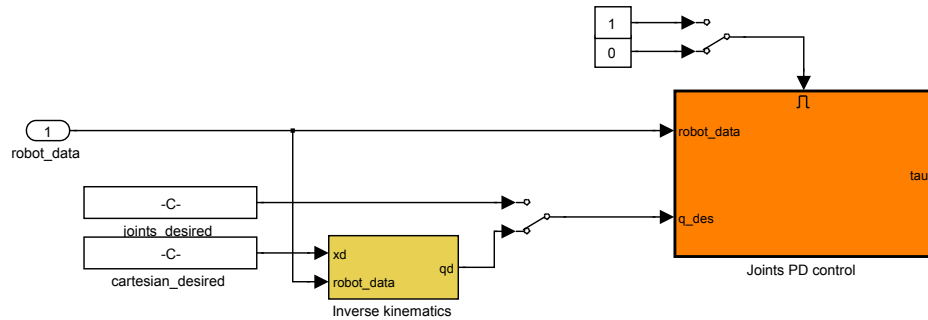 1
0
1
robot_data
robot_data
tau
-C-
joints_desired
q_des
-C-
cartesian_desired
xd
qd
robot_data
Joints PD control
Inverse kinematics